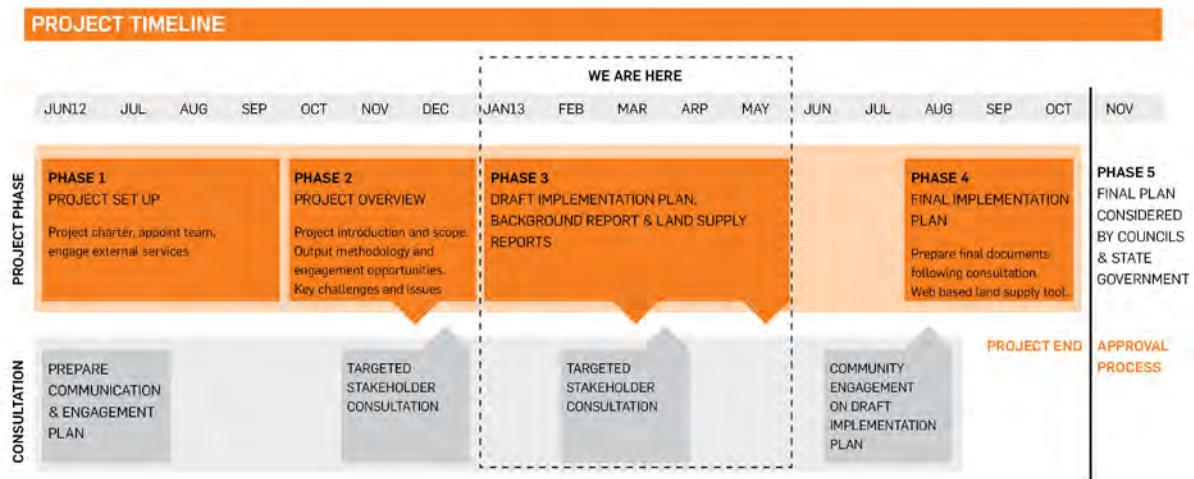 PROJECT TIMELINE
WE ARE HERE
JUN12 JUL AUG SEP OCT NOV DEC JAN13 FEB MAR ARP MAY JUN JUL AUG SEP OCT NOV
PROJECT PHASE
PHASE 1
PROJECT SET UP
Project charter, appoint team,
engage external services
PHASE 2
PROJECT OVERVIEW
Project introduction and scope.
Output methodology and
engagement opportunities.
Key challenges and issues
PHASE 3
DRAFT IMPLEMENTATION PLAN,
BACKGROUND REPORT & LAND SUPPLY
REPORTS
PHASE 4
FINAL IMPLEMENTATION
PLAN
Prepare final documents
following consultation.
Web based land supply tool.
PHASE 5
FINAL PLAN
CONSIDERED
BY COUNCILS
& STATE
GOVERNMENT
CONSULTATION
PREPARE
COMMUNICATION
& ENGAGEMENT
PLAN
TARGETED
STAKEHOLDER
CONSULTATION
TARGETED
STAKEHOLDER
CONSULTATION
COMMUNITY
ENGAGEMENT
ON DRAFT
IMPLEMENTATION
PLAN
PROJECT END
APPROVAL
PROCESS